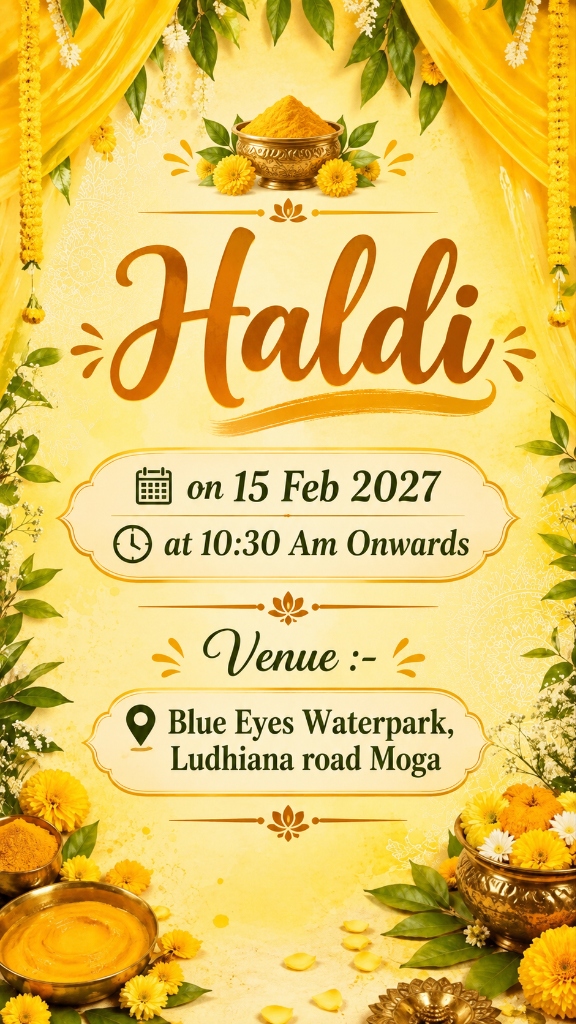 Haldi
on 15 Feb 2027
at 10:30 Am Onwards
Venue :-
Blue Eyes Waterpark,
Ludhiana road Moga